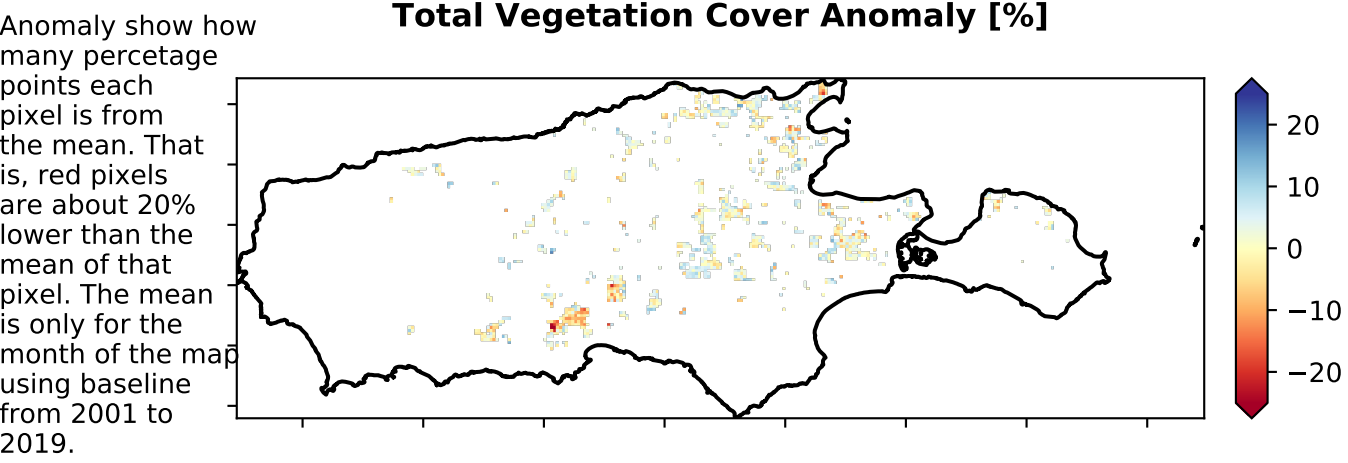 Total Vegetation Cover Anomaly [%]
Anomaly show how
many percetage
points each
pixel is from
the mean. That
is, red pixels
are about 20%
lower than the
mean of that
pixel. The mean
is only for the
month of the map
using baseline
from 2001 to
2019.
20
10
0
−10
−20